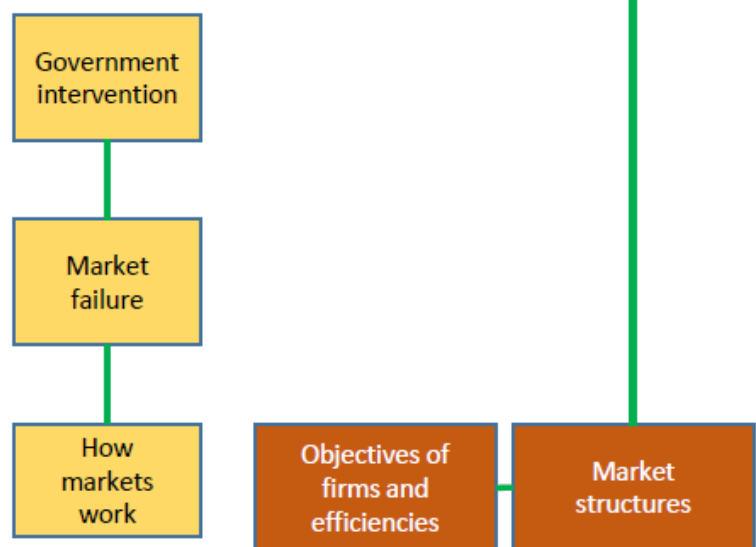 Government
intervention
Market
failure
How
markets
work
Objectives of
firms and
efficiencies
Market
structures